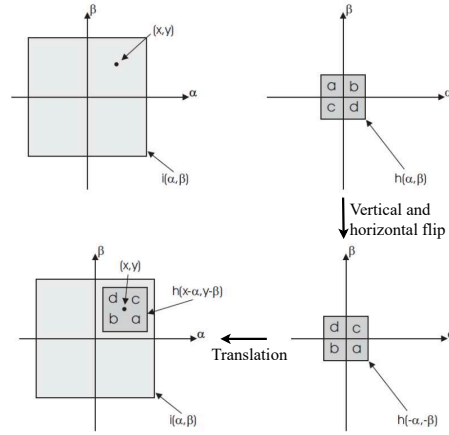 β
(x,y)
α
i(α,β)
β
a b
c d
α
h(α,β)
Vertical and
horizontal flip
β
(x,y)
d c
b a
h(x-α,y-β)
α
i(α,β)
Translation
β
d c
b a
α
h(-α,-β)